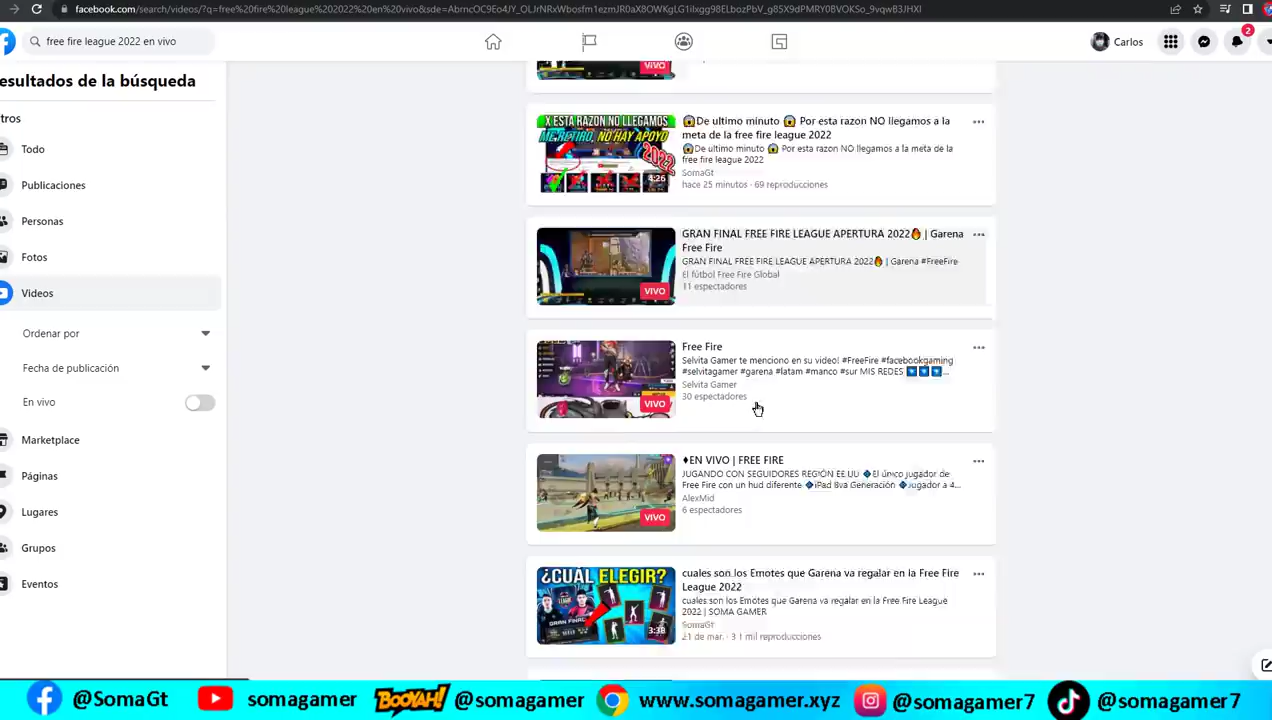 facebook.com/search/videos/?q=free%20fire%20league%202022%20en%20vivo&sde=
free fire league 2022 en vivo
Carlos
2
esultados de la búsqueda
tros
Todo
Publicaciones
Personas
Fotos
Videos
Ordenar por
Fecha de publicación
En vivo
Marketplace
Páginas
Lugares
Grupos
Eventos
VIVO
X ESTA RAZON NO LLEGAMOS
ME RETIRO, NO HAY APOYO
2022
4:26
😱De ultimo minuto 😱 Por esta razon NO llegamos a la
meta de la free fire league 2022
😱De ultimo minuto 😱 Por esta razon NO llegamos a la meta de la
free fire league 2022
SomaGt
hace 25 minutos · 69 reproducciones
VIVO
GRAN FINAL FREE FIRE LEAGUE APERTURA 2022🔥 | Garena
Free Fire
GRAN FINAL FREE FIRE LEAGUE APERTURA 2022🔥 | Garena #FreeFire
El fútbol Free Fire Global
11 espectadores
VIVO
Free Fire
Selvita Gamer te menciono en su video! #FreeFire #facebookgaming
#selvitagamer #garena #latam #manco #sur MIS REDES ⬇️⬇️⬇️...
Selvita Gamer
30 espectadores
VIVO
♦EN VIVO | FREE FIRE
JUGANDO CON SEGUIDORES REGIÓN EE.UU 💠El único jugador de
Free Fire con un hud diferente 💠iPad 8va Generación 💠Jugador a 4...
AlexMid
6 espectadores
¿CUÁL ELEGIR?
GRAN FINAL
3:38
cuales son los Emotes que Garena va regalar en la Free Fire
League 2022
cuales son los Emotes que Garena va regalar en la Free Fire League
2022 | SOMA GAMER
SomaGt
21 de mar. · 3.1 mil reproducciones
@SomaGt
somagamer
BOOYAH!
@somagamer
www.somagamer.xyz
@somagamer7
@somagamer7